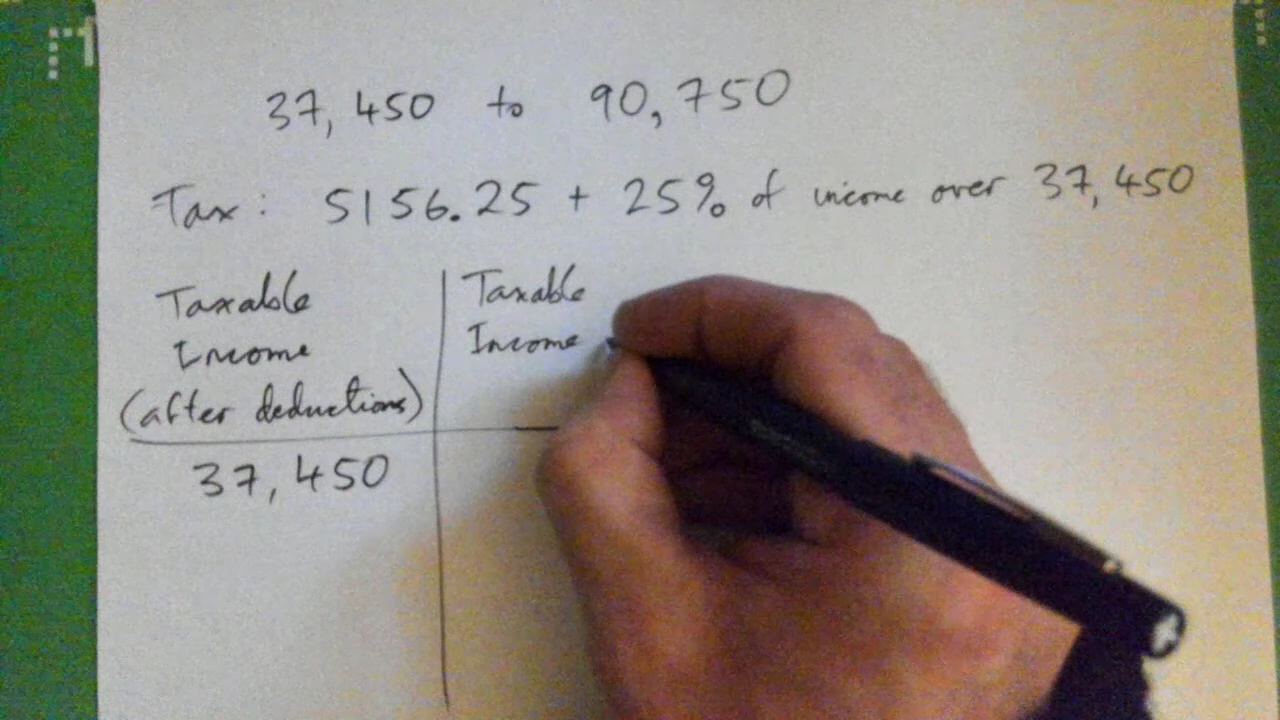 37,450 to 90,750
Tax: 5156.25 + 25% of income over 37,450
Taxable
Income
(after deductions)
37,450
Taxable
Income